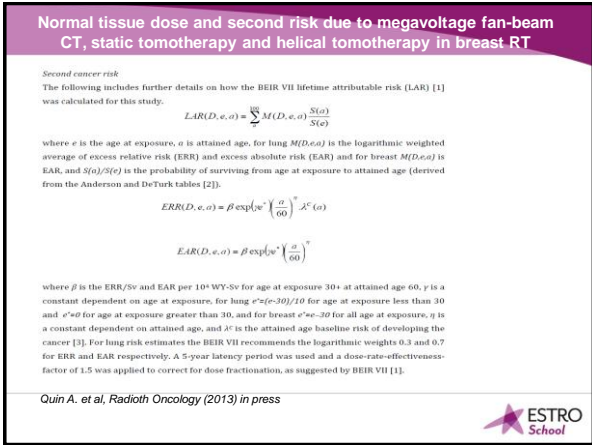 Normal tissue dose and second risk due to megavoltage fan-beam
CT, static tomotherapy and helical tomotherapy in breast RT
Second cancer risk
The following includes further details on how the BEIR VII lifetime attributable risk (LAR) [1]
was calculated for this study.
LAR(D, e, a) = ∑ M(D, e, a) S(a)/S(e)
where e is the age at exposure, a is attained age, for lung M(D,e,a) is the logarithmic weighted
average of excess relative risk (ERR) and excess absolute risk (EAR) and for breast M(D,e,a) is
EAR, and S(a)/S(e) is the probability of surviving from age at exposure to attained age (derived
from the Anderson and DeTurk tables [2]).
ERR(D, e, a) = β exp(γe*)(a/60)^η λ^c (a)
EAR(D, e, a) = β exp(γe*)(a/60)^η
where β is the ERR/Sv and EAR per 10⁴ WY-Sv for age at exposure 30+ at attained age 60, γ is a
constant dependent on age at exposure, for lung e*=(e-30)/10 for age at exposure less than 30
and e*=0 for age at exposure greater than 30, and for breast e*=e–30 for all age at exposure, η is
a constant dependent on attained age, and λᶜ is the attained age baseline risk of developing the
cancer [3]. For lung risk estimates the BEIR VII recommends the logarithmic weights 0.3 and 0.7
for ERR and EAR respectively. A 5-year latency period was used and a dose-rate-effectiveness-
factor of 1.5 was applied to correct for dose fractionation, as suggested by BEIR VII [1].
Quin A. et al, Radioth Oncology (2013) in press
ESTRO
School